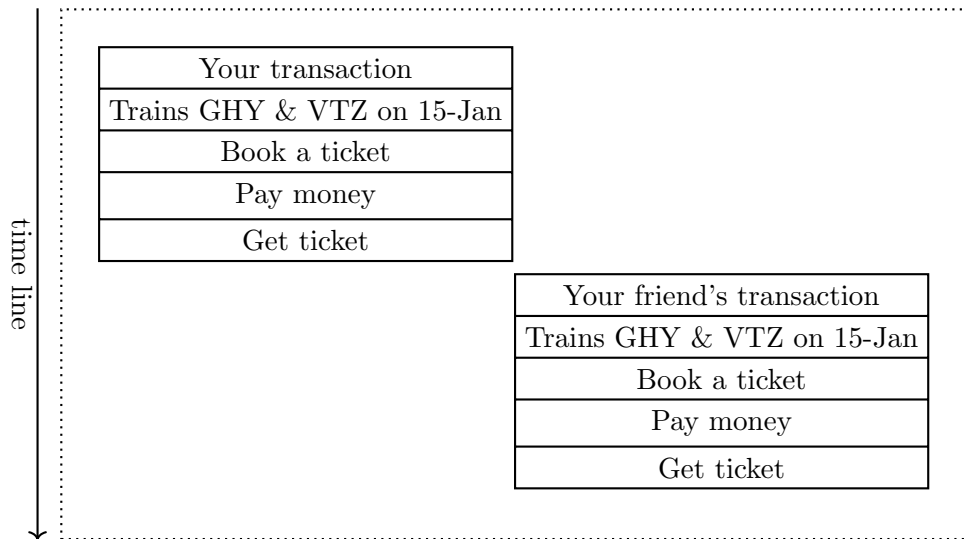 Your transaction
Trains GHY & VTZ on 15-Jan
Book a ticket
Pay money
Get ticket
time line
Your friend's transaction
Trains GHY & VTZ on 15-Jan
Book a ticket
Pay money
Get ticket